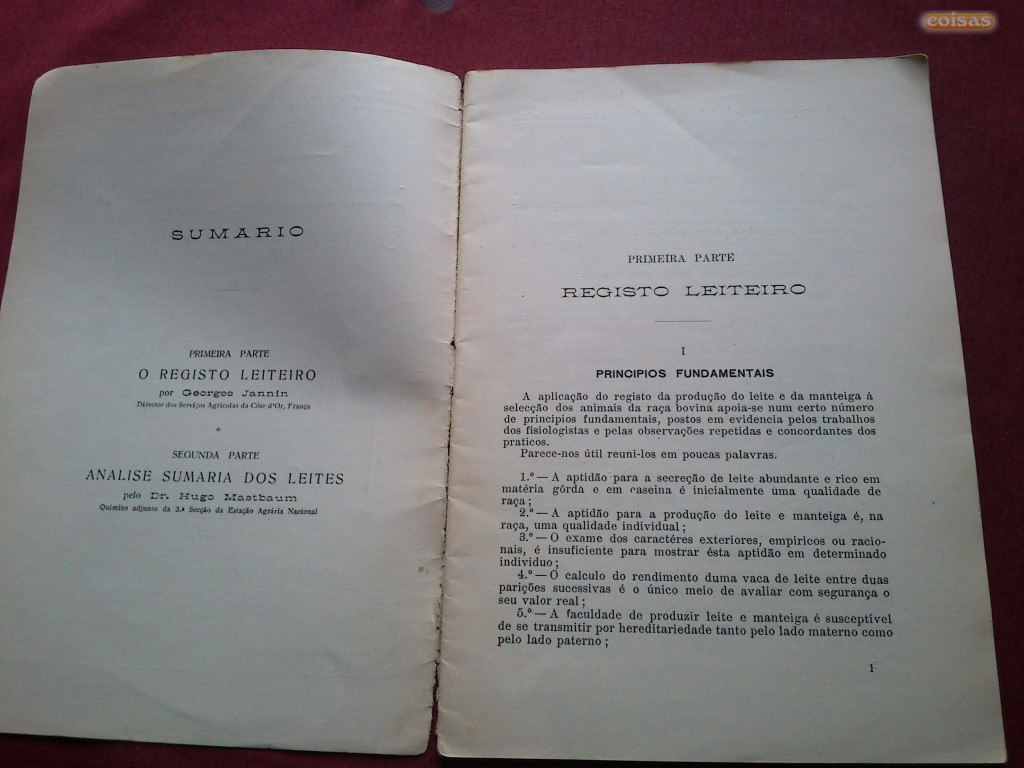 coisas
SUMARIO
PRIMEIRA PARTE
O REGISTO LEITEIRO
por Georges Jannin
Director dos Serviços Agricolas da Côte d'Or, França
SEGUNDA PARTE
ANALISE SUMARIA DOS LEITES
pelo Dr. Hugo Mastbaum
Químico adjunto da 3.ª Secção da Estação Agrária Nacional
PRIMEIRA PARTE
REGISTO LEITEIRO
I
PRINCIPIOS FUNDAMENTAIS
A aplicação do registo da produção do leite e da manteiga à
selecção dos animais da raça bovina apoia-se num certo número
de principios fundamentais, postos em evidencia pelos trabalhos
dos fisiologistas e pelas observações repetidas e concordantes dos
praticos.
Parece-nos útil reuni-los em poucas palavras.
1.º — A aptidão para a secreção de leite abundante e rico em
matéria górda e em caseina é inicialmente uma qualidade de
raça;
2.º — A aptidão para a produção do leite e manteiga é, na
raça, uma qualidade individual;
3.º — O exame dos caractéres exteriores, empiricos ou racio-
nais, é insuficiente para mostrar ésta aptidão em determinado
individuo;
4.º — O calculo do rendimento duma vaca de leite entre duas
parições sucessivas é o único meio de avaliar com segurança o
seu valor real;
5.º — A faculdade de produzir leite e manteiga é susceptivel
de se transmitir por hereditariedade tanto pelo lado materno como
pelo lado paterno;
1